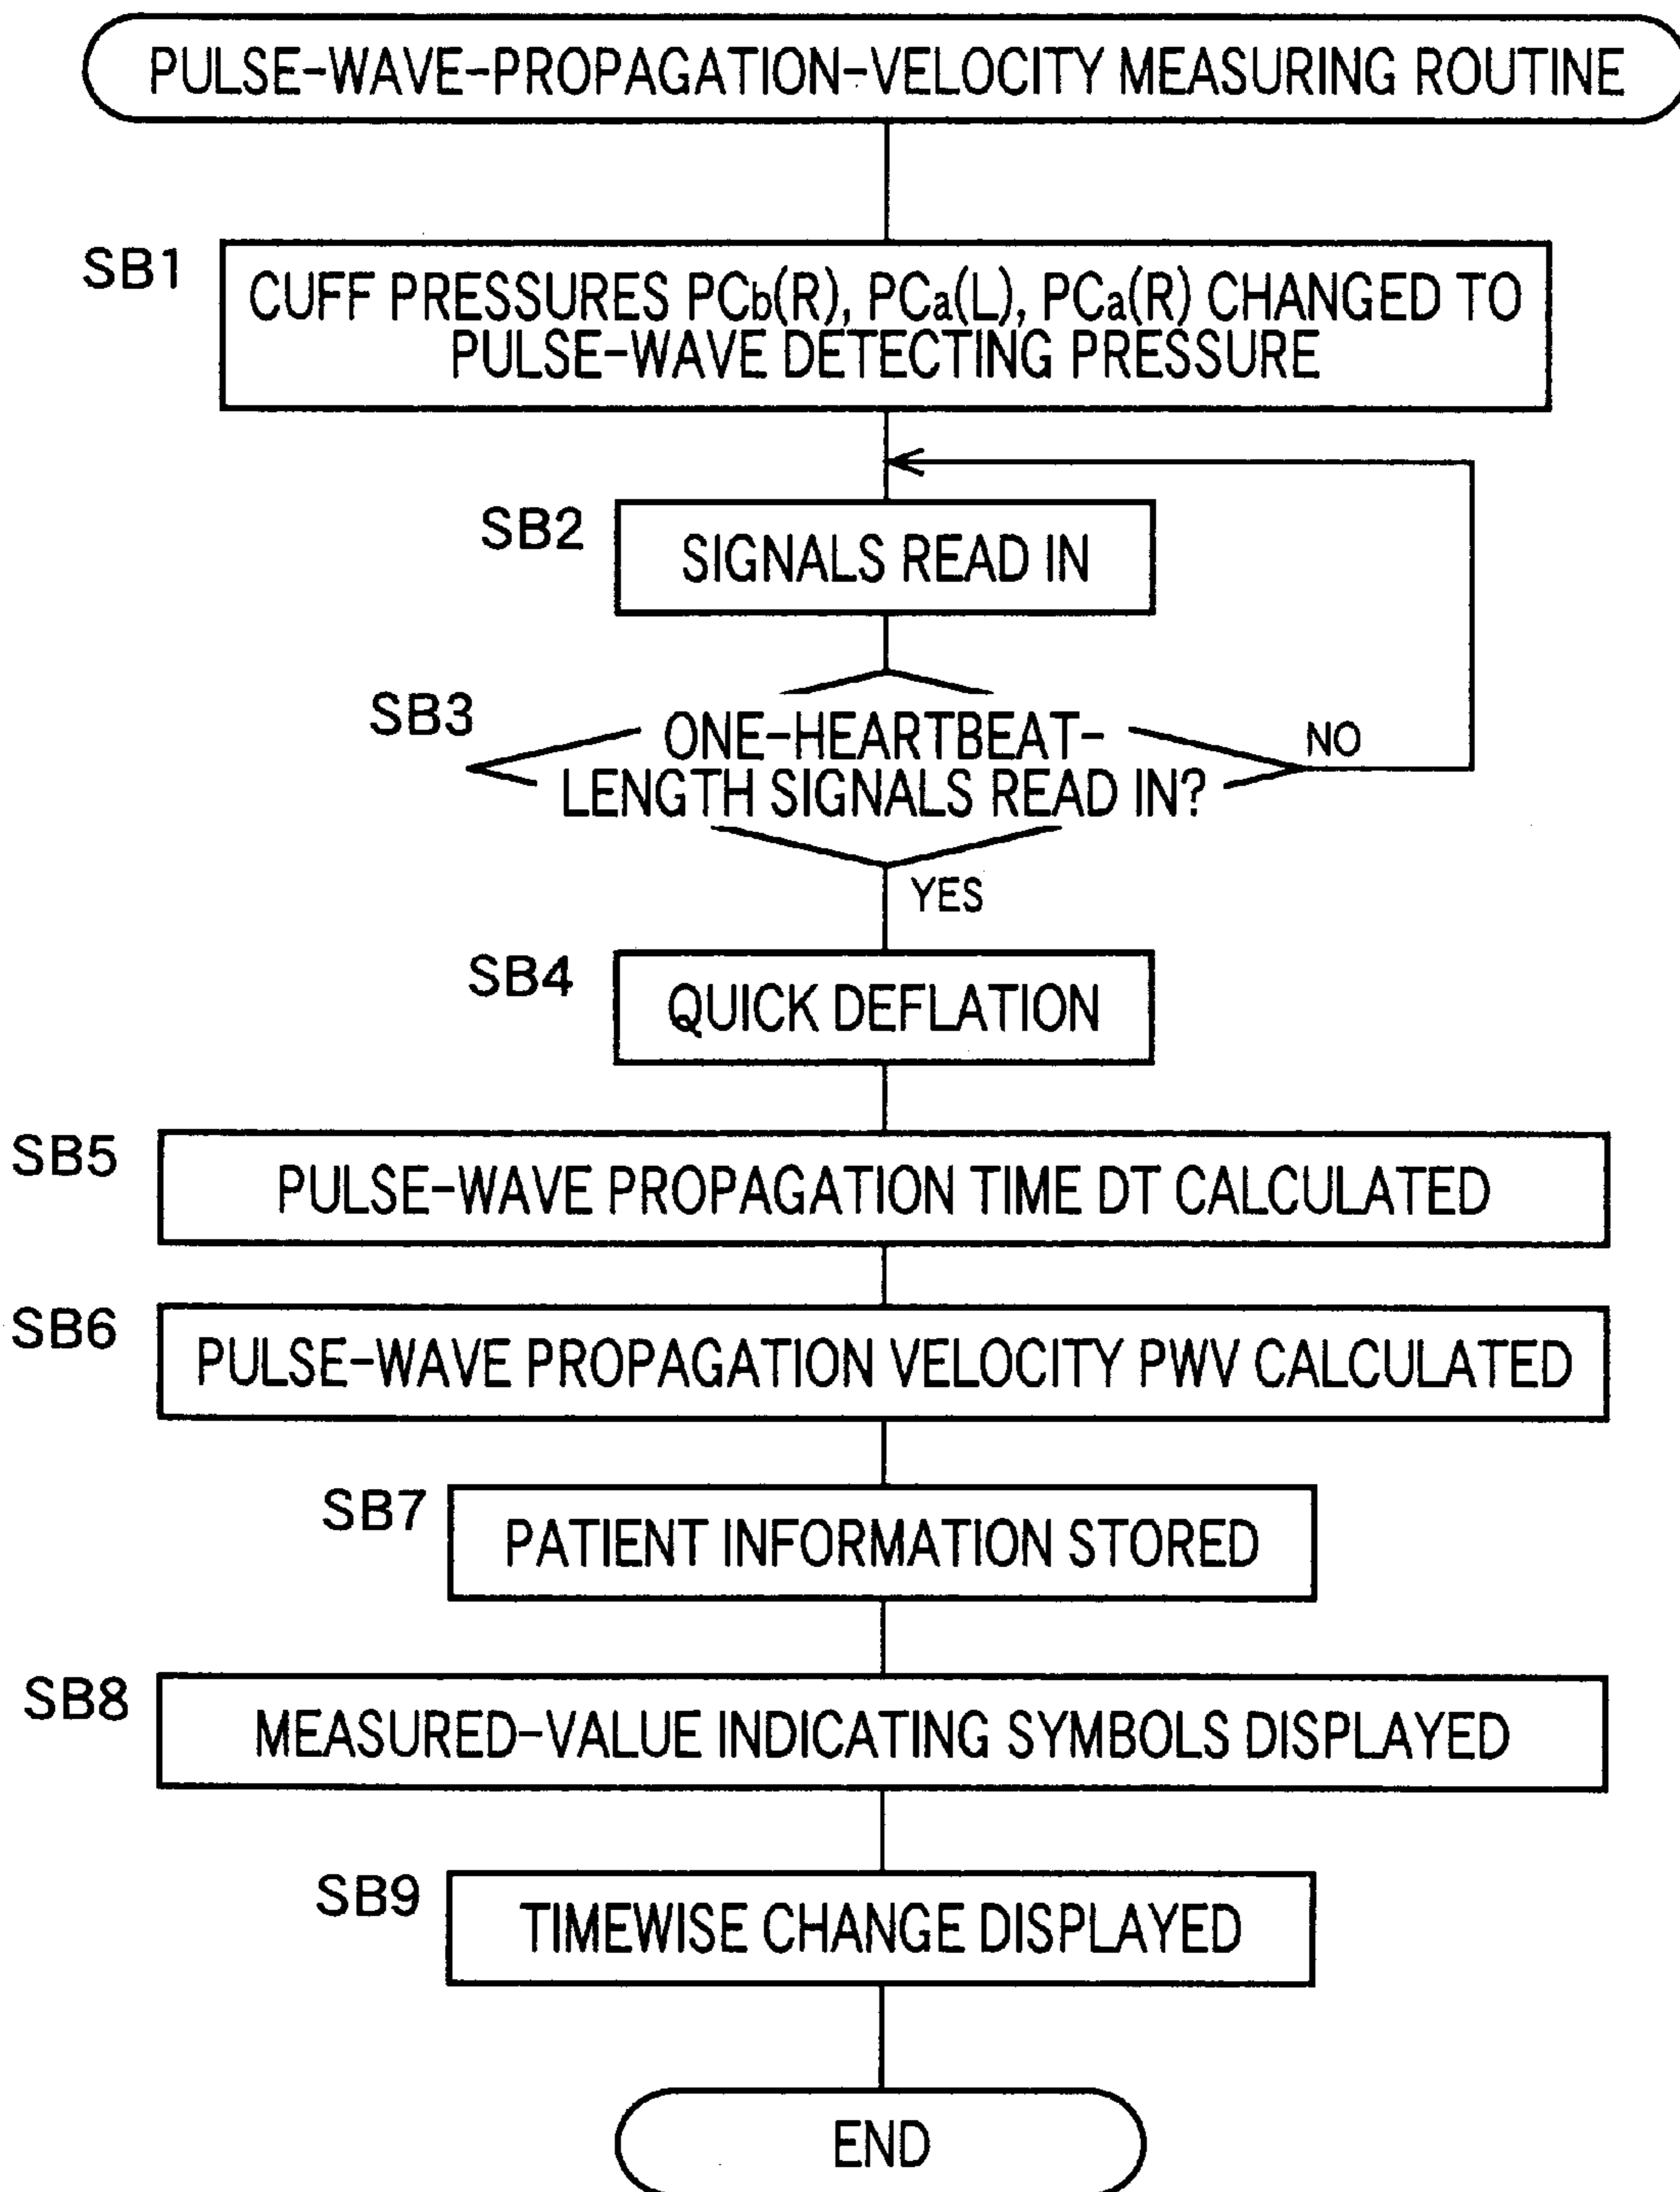 PULSE-WAVE-PROPAGATION-VELOCITY MEASURING ROUTINE
SB1
CUFF PRESSURES PCb(R), PCa(L), PCa(R) CHANGED TO
PULSE-WAVE DETECTING PRESSURE
SB2
SIGNALS READ IN
SB3
ONE-HEARTBEAT-
LENGTH SIGNALS READ IN?
NO
YES
SB4
QUICK DEFLATION
SB5
PULSE-WAVE PROPAGATION TIME DT CALCULATED
SB6
PULSE-WAVE PROPAGATION VELOCITY PWV CALCULATED
SB7
PATIENT INFORMATION STORED
SB8
MEASURED-VALUE INDICATING SYMBOLS DISPLAYED
SB9
TIMEWISE CHANGE DISPLAYED
END